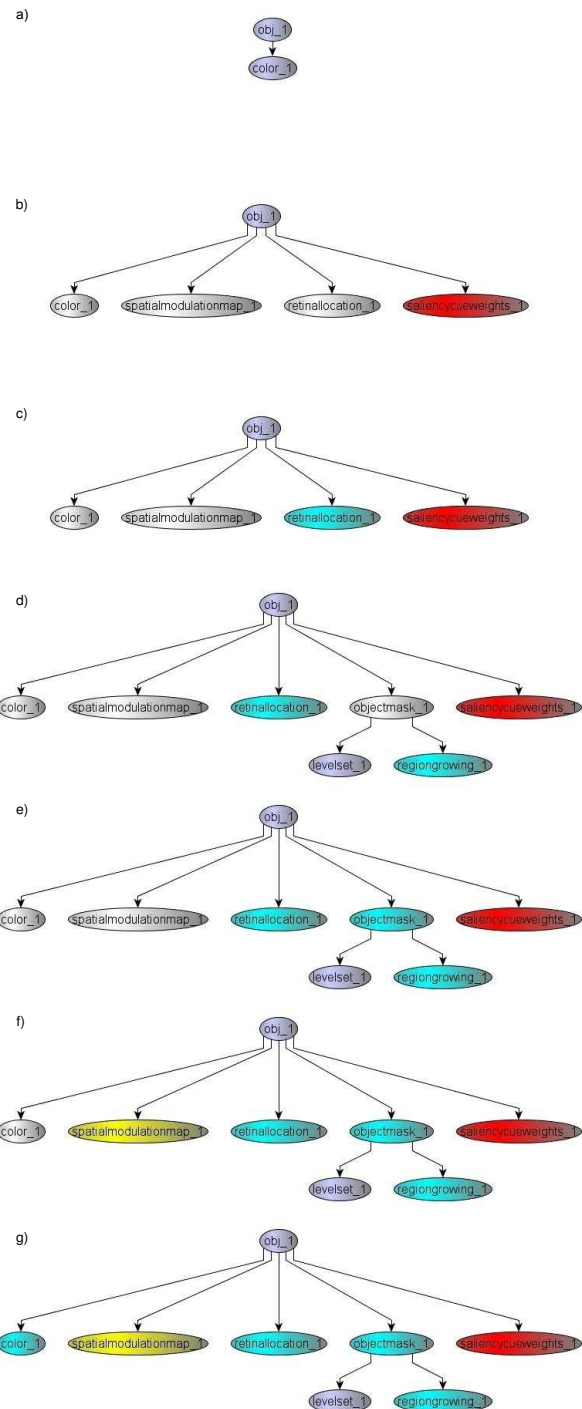 a)
obj_1
color_1
b)
obj_1
color_1 spatialmodulationmap_1 retinallocation_1 saliencycueweights_1
c)
obj_1
color_1 spatialmodulationmap_1 retinallocation_1 saliencycueweights_1
d)
obj_1
color_1 spatialmodulationmap_1 retinallocation_1 objectmask_1 saliencycueweights_1
levelset_1 regiongrowing_1
e)
obj_1
color_1 spatialmodulationmap_1 retinallocation_1 objectmask_1 saliencycueweights_1
levelset_1 regiongrowing_1
f)
obj_1
color_1 spatialmodulationmap_1 retinallocation_1 objectmask_1 saliencycueweights_1
levelset_1 regiongrowing_1
g)
obj_1
color_1 spatialmodulationmap_1 retinallocation_1 objectmask_1 saliencycueweights_1
levelset_1 regiongrowing_1